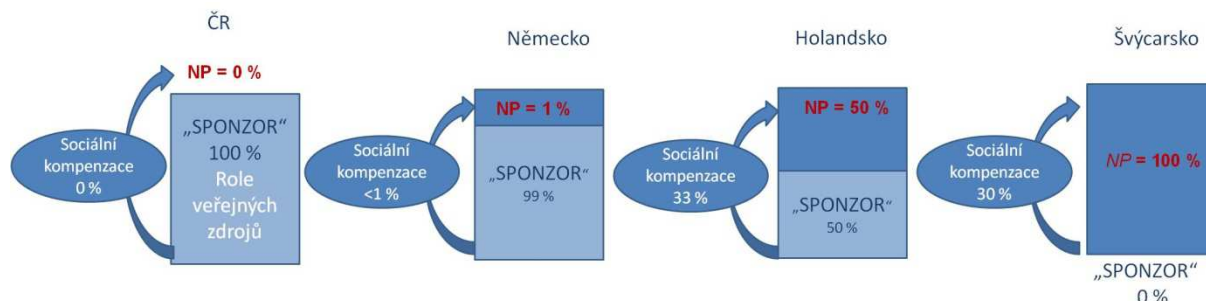 ČR
NP = 0 %
„SPONZOR“
100 %
Role
veřejných
zdrojů
Sociální
kompenzace
0 %
Německo
NP = 1 %
„SPONZOR“
99 %
Sociální
kompenzace
<1 %
Holandsko
NP = 50 %
„SPONZOR“
50 %
Sociální
kompenzace
33 %
Švýcarsko
NP = 100 %
Sociální
kompenzace
30 %
„SPONZOR“
0 %